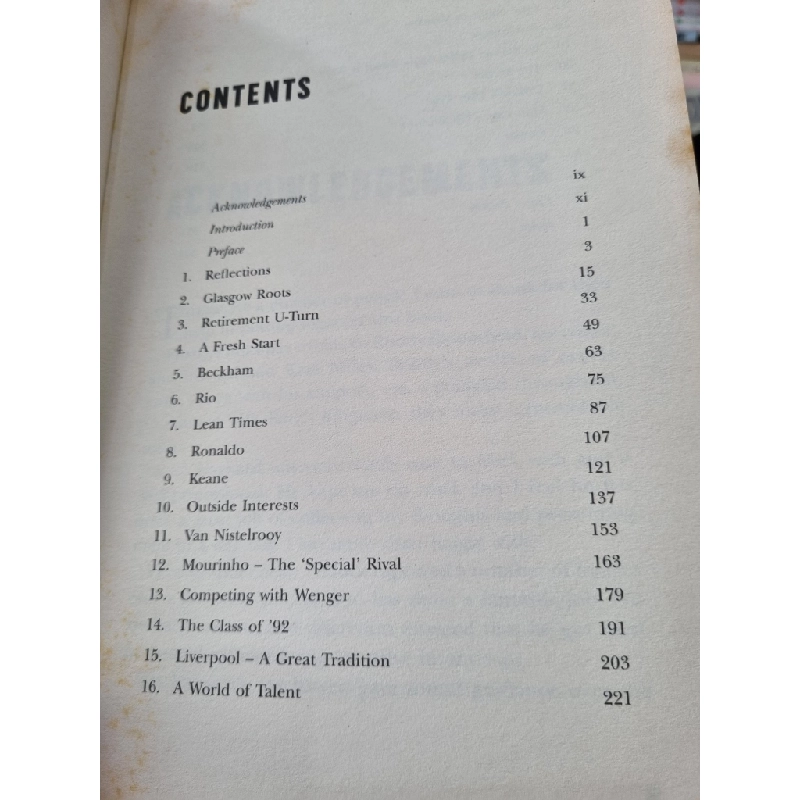 CONTENTS
Acknowledgements ix
Introduction xi
Preface 1
1. Reflections 3
2. Glasgow Roots 15
3. Retirement U-Turn 33
4. A Fresh Start 49
5. Beckham 63
6. Rio 75
7. Lean Times 87
8. Ronaldo 107
9. Keane 121
10. Outside Interests 137
11. Van Nistelrooy 153
12. Mourinho – The ‘Special’ Rival 163
13. Competing with Wenger 179
14. The Class of ’92 191
15. Liverpool – A Great Tradition 203
16. A World of Talent 221